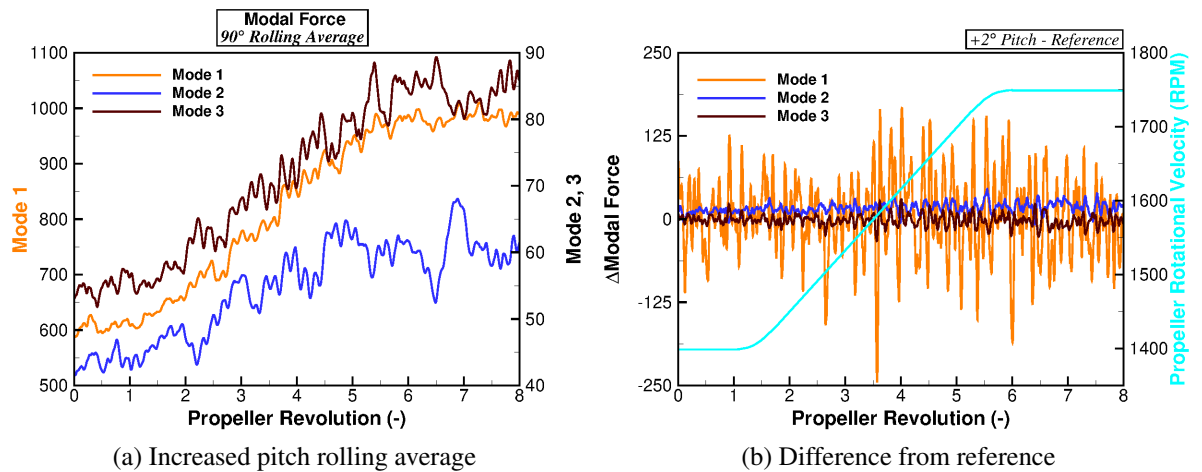 Modal Force
90° Rolling Average
1100
1000
900
800
700
600
500
90
80
70
60
50
40
Mode 1
Mode 2
Mode 3
Mode 1
Mode 2, 3
0 1 2 3 4 5 6 7 8
Propeller Revolution (-)
(a) Increased pitch rolling average
+2° Pitch - Reference
250
125
0
-125
-250
1800
1700
1600
1500
1400
Mode 1
Mode 2
Mode 3
ΔModal Force
Propeller Rotational Velocity (RPM)
0 1 2 3 4 5 6 7 8
Propeller Revolution (-)
(b) Difference from reference